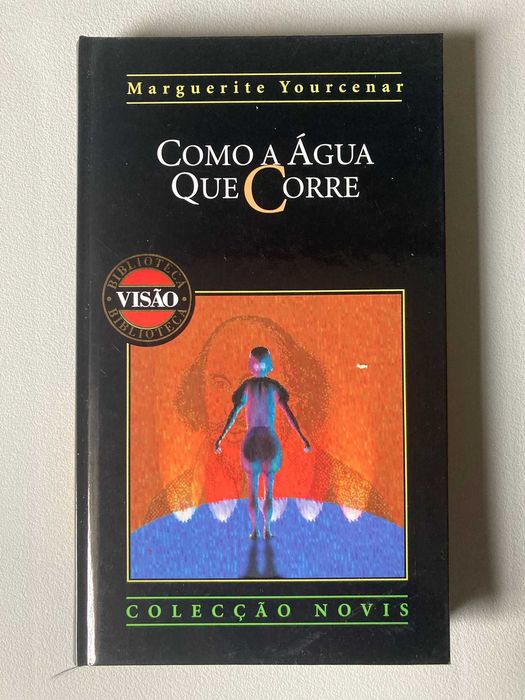 Marguerite Yourcenar
COMO A ÁGUA
QUE CORRE
BIBLIOTECA
VISÃO
BIBLIOTECA
COLECÇÃO NOVIS